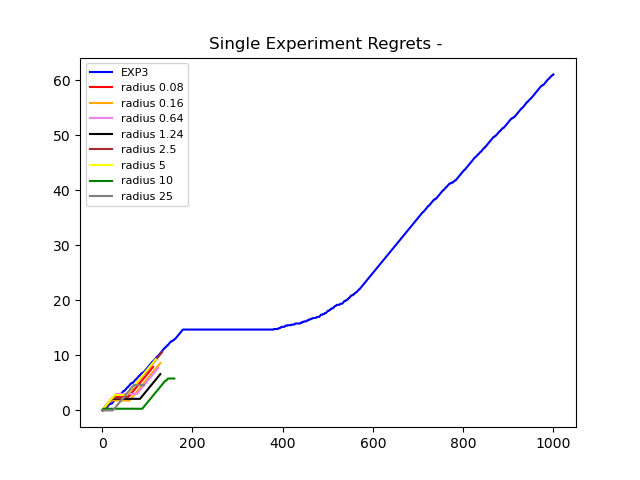 Single Experiment Regrets -
60
50
40
30
20
10
0
EXP3
radius 0.08
radius 0.16
radius 0.64
radius 1.24
radius 2.5
radius 5
radius 10
radius 25
0 200 400 600 800 1000